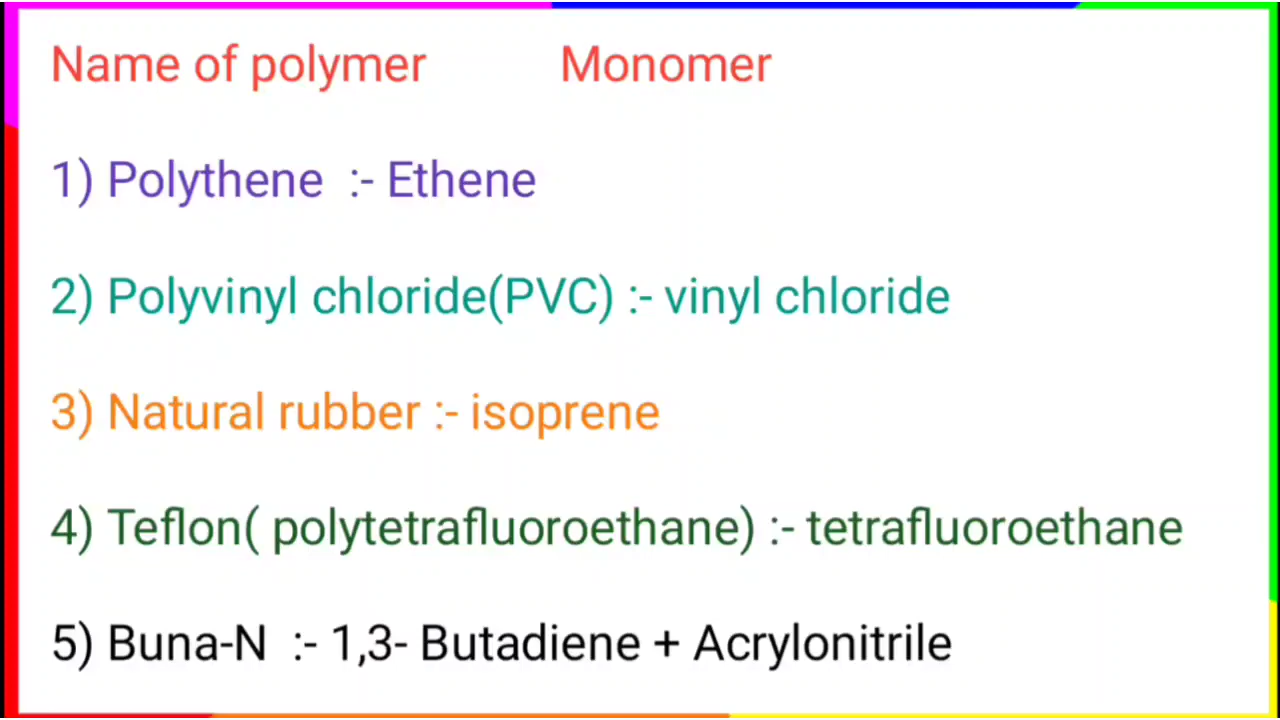 Name of polymer Monomer
1) Polythene :- Ethene
2) Polyvinyl chloride(PVC) :- vinyl chloride
3) Natural rubber :- isoprene
4) Teflon( polytetrafluoroethane) :- tetrafluoroethane
5) Buna-N :- 1,3- Butadiene + Acrylonitrile